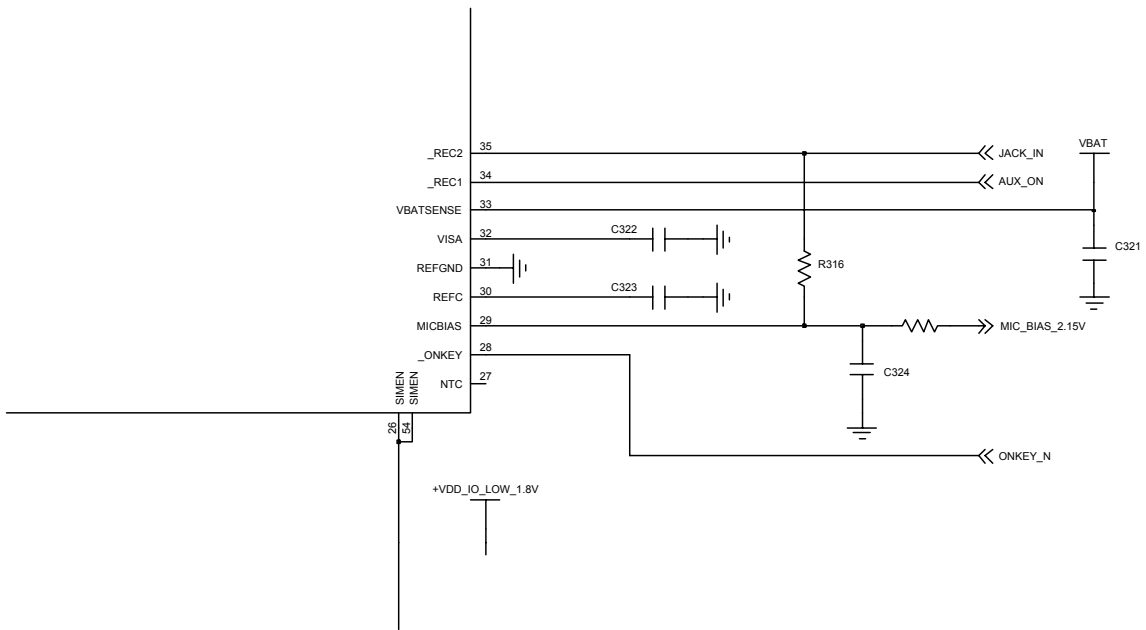 _REC2 35 JACK_IN VBAT
_REC1 34 AUX_ON
VBATSENSE 33
VISA 32 C322
C321
REFGND 31 R316
REFC 30 C323
MICBIAS 29 MIC_BIAS_2.15V
_ONKEY 28
C324
NTC 27
SIMEN
SIMEN
26
54
ONKEY_N
+VDD_IO_LOW_1.8V